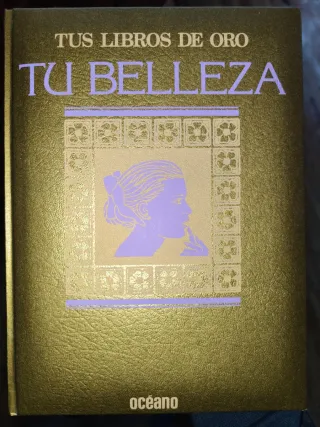 TUS LIBROS DE ORO
TU BELLEZA
océano